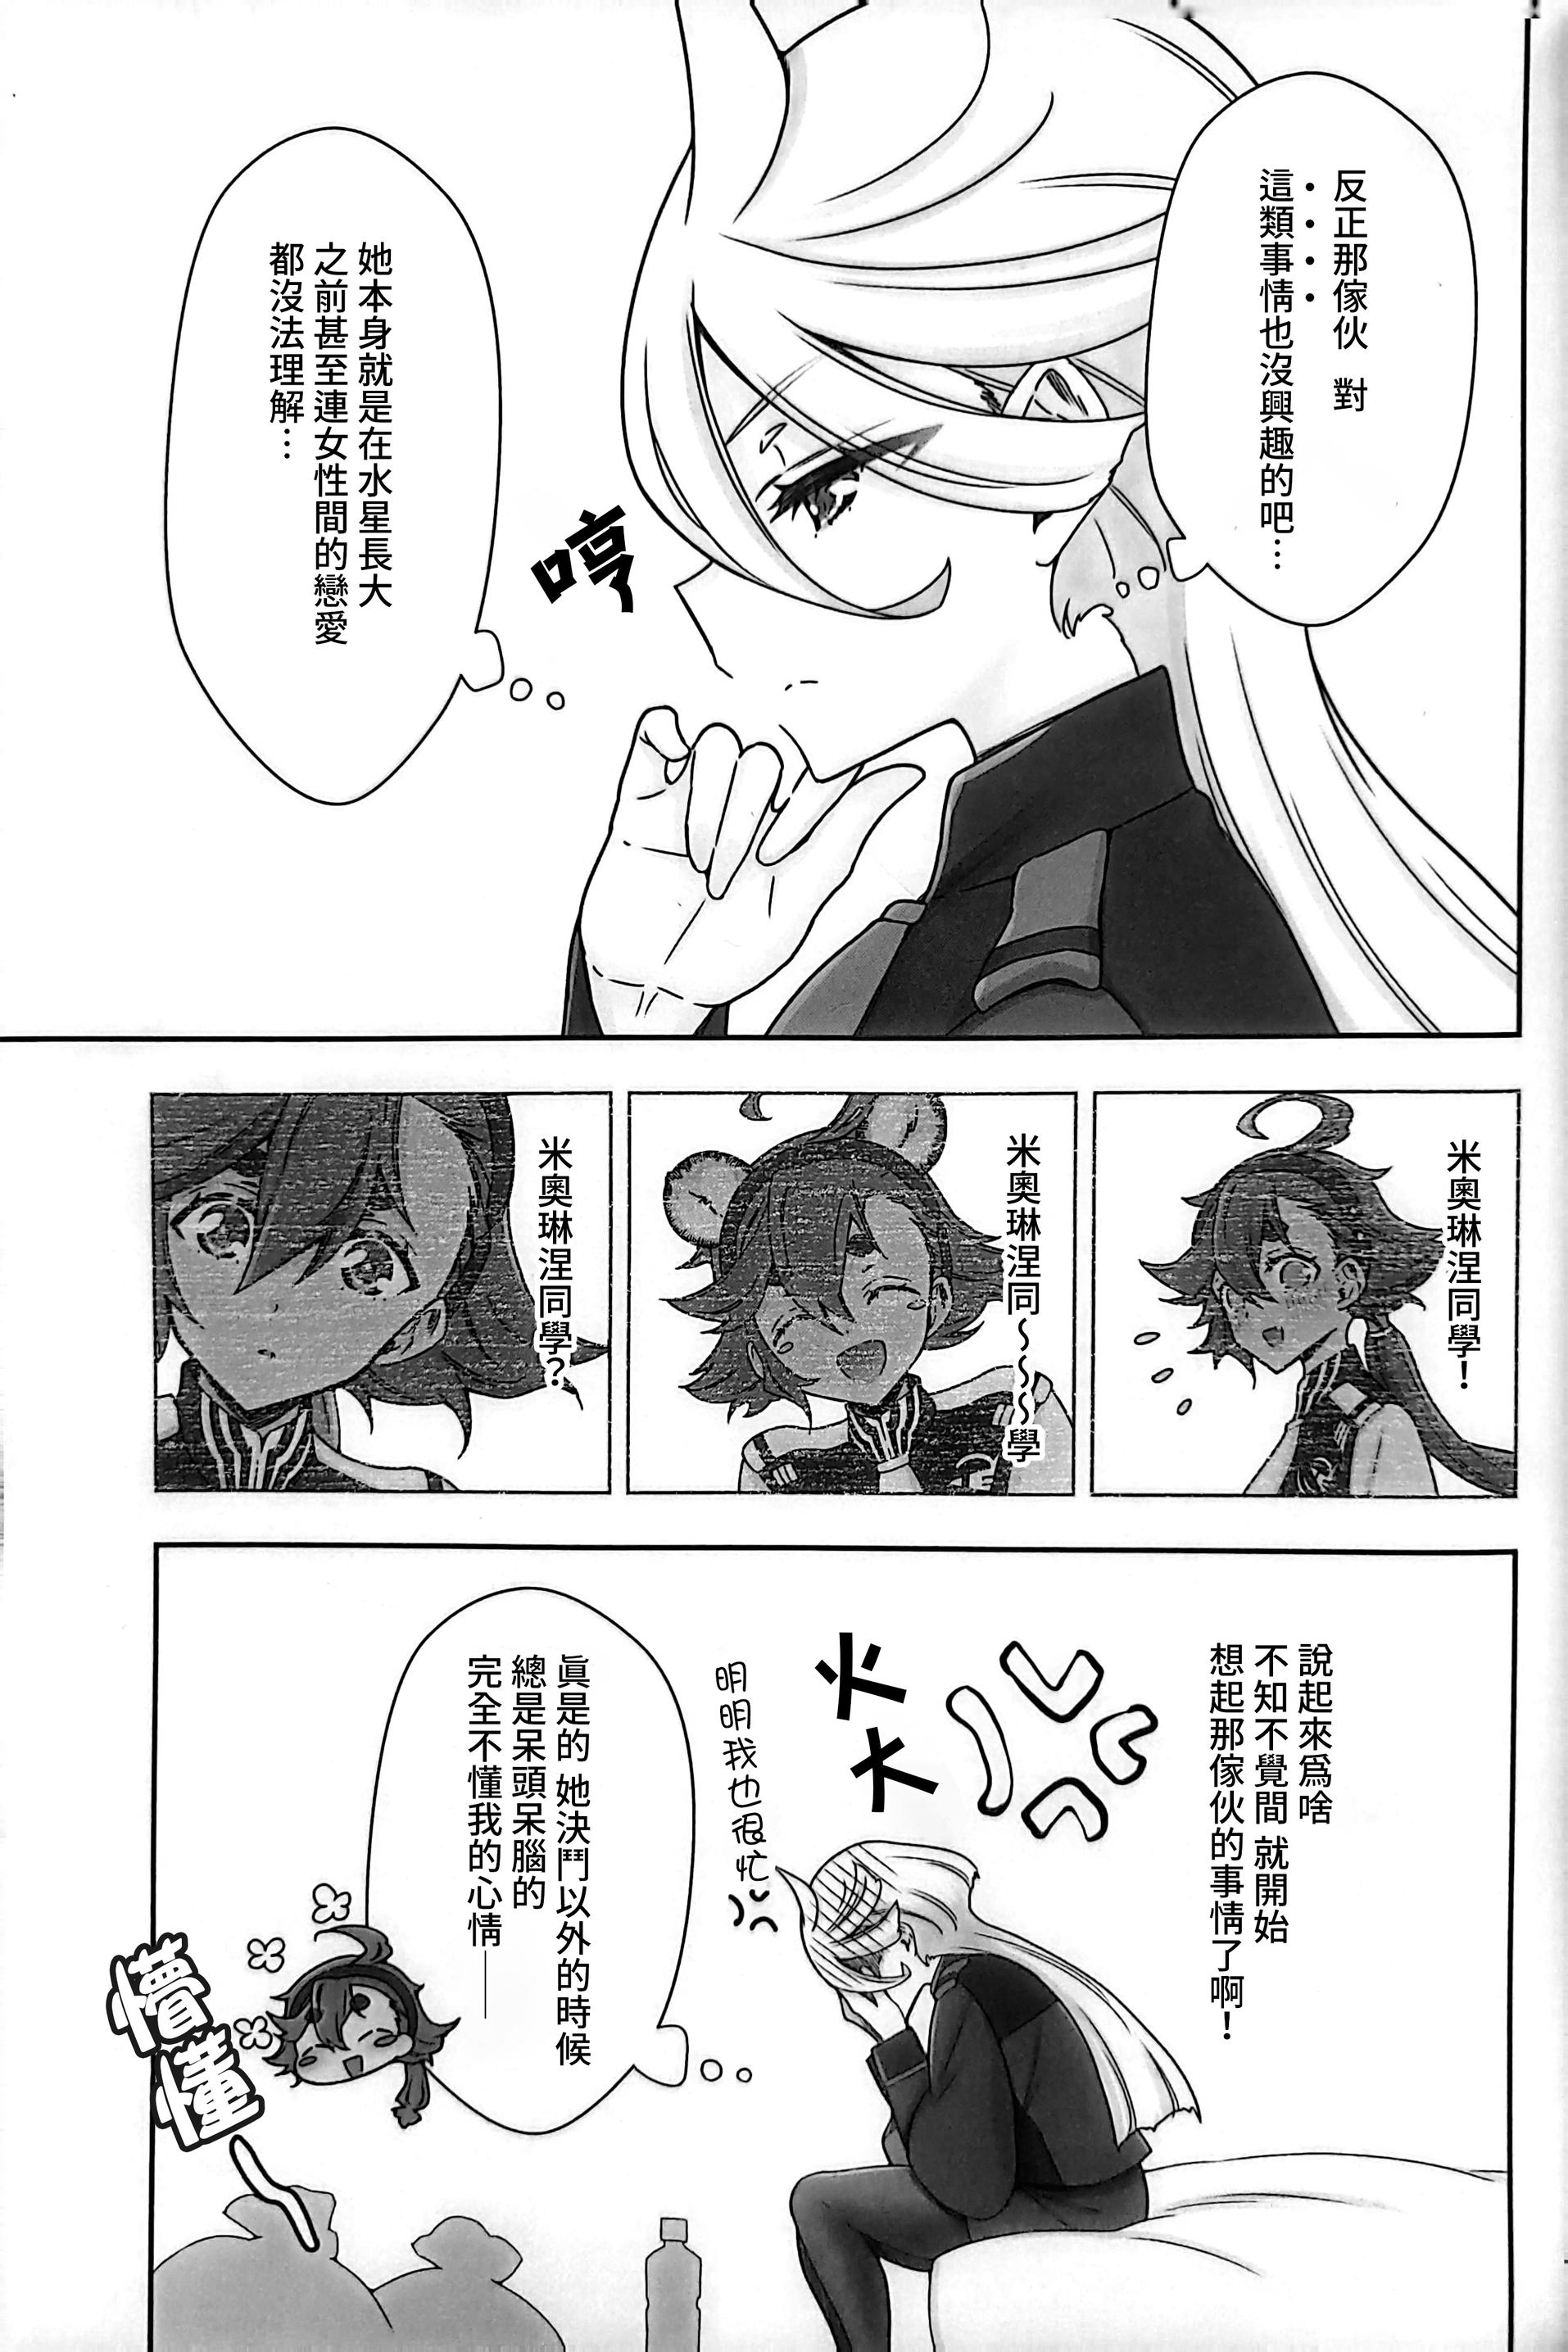 反正那傢伙 對
這類事情也沒興趣的吧…
哼
她本身就是在水星長大
之前甚至連女性間的戀愛
都沒法理解…
米奧琳涅同學！
米奧琳涅同～～～學
米奧琳涅同學？
說起來爲啥
不知不覺間 就開始
想起那傢伙的事情了啊！
火
大
明明我也很忙
眞是的 她決鬥以外的時候
總是呆頭呆腦的
完全不懂我的心情——
懵
懂